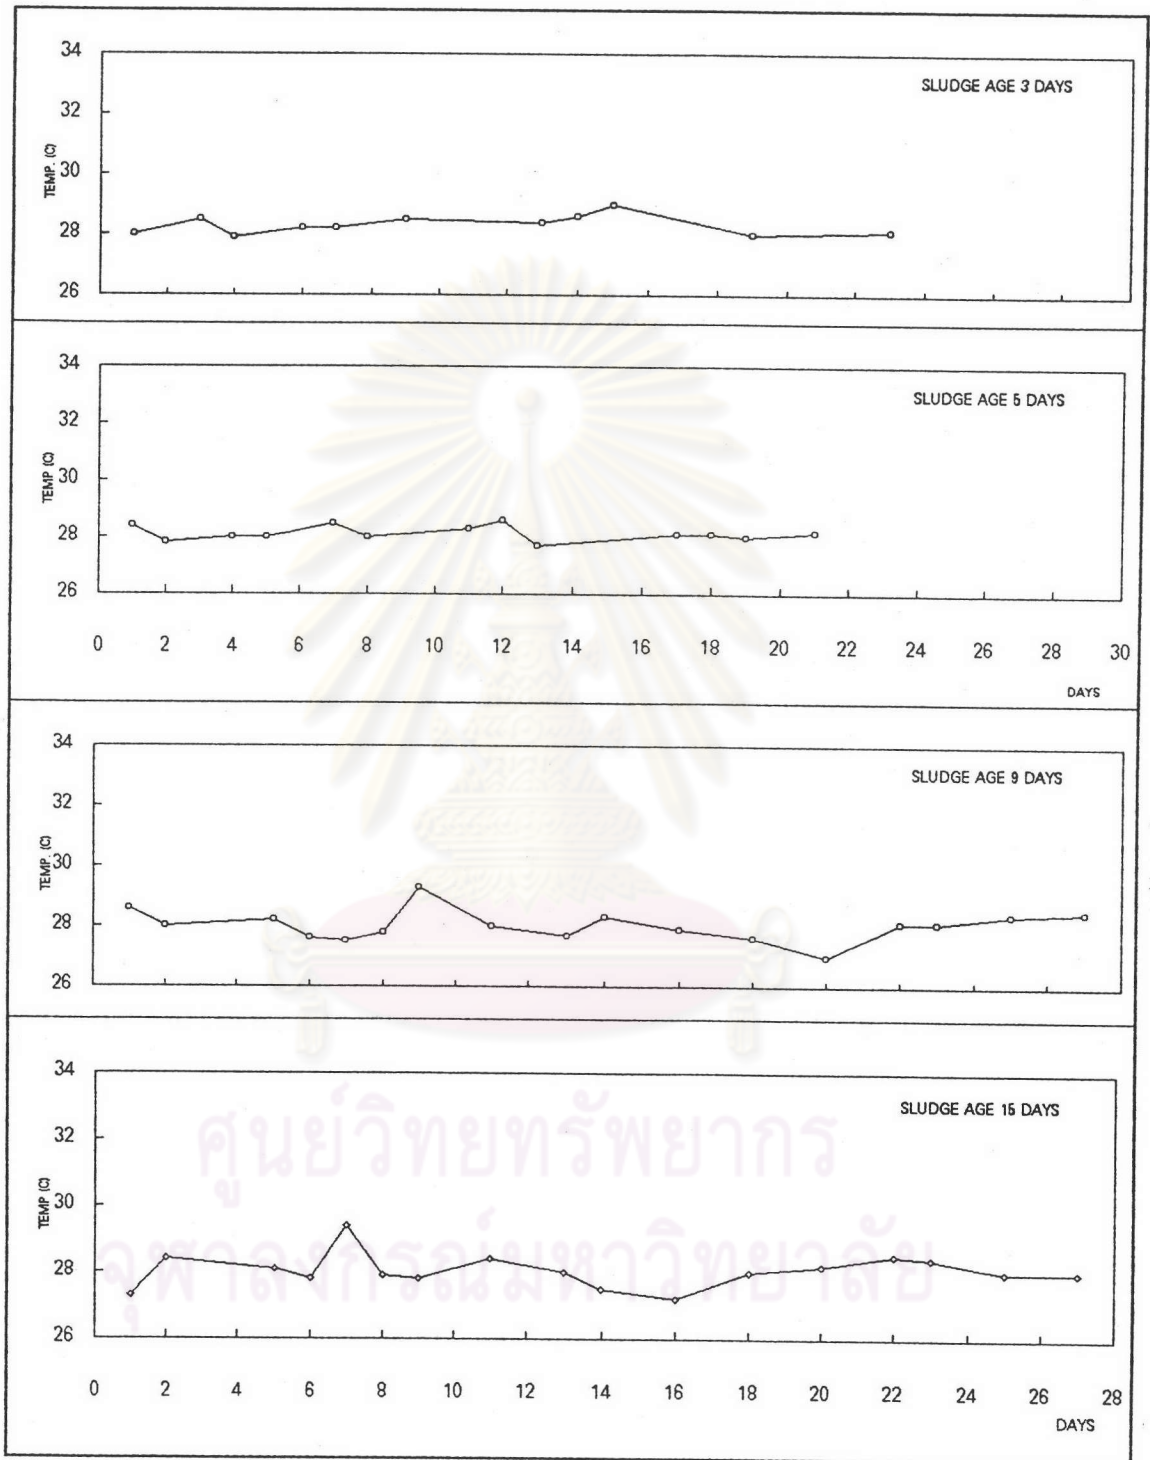 34
SLUDGE AGE 3 DAYS
32
TEMP. (C)
30
28
26
34
SLUDGE AGE 5 DAYS
32
TEMP (C)
30
28
26
0 2 4 6 8 10 12 14 16 18 20 22 24 26 28 30
DAYS
34
SLUDGE AGE 9 DAYS
32
TEMP. (C)
30
28
26
34
SLUDGE AGE 15 DAYS
32
ศูนย์วิทยทรัพยากร
TEMP (C)
30
จุฬาลงกรณ์มหาวิทยาลัย
28
26
0 2 4 6 8 10 12 14 16 18 20 22 24 26 28
DAYS